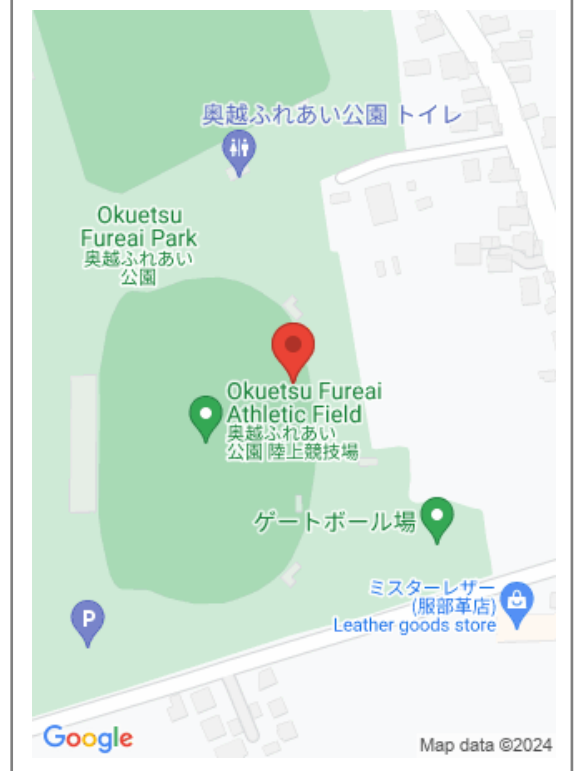 奥越ふれあい公園 トイレ
Okuetsu
Fureai Park
奥越ふれあい
公園
Okuetsu Fureai
Athletic Field
奥越ふれあい
公園 陸上競技場
ゲートボール場
ミスターレザー
(服部革店)
Leather goods store
P
Google
Map data ©2024